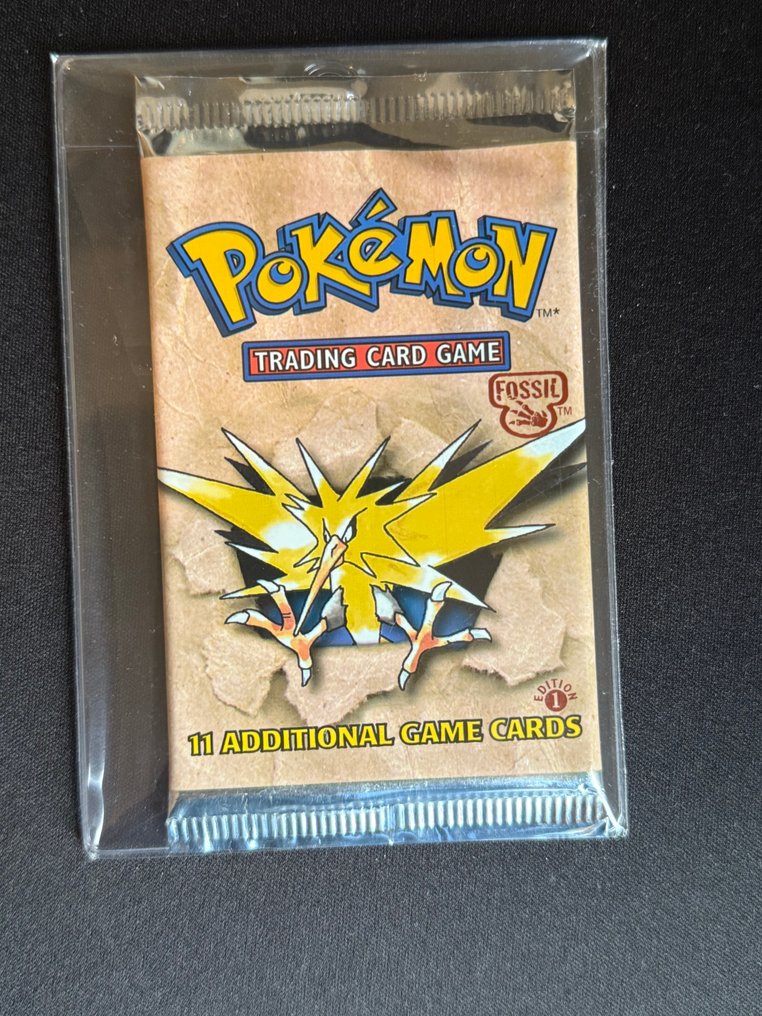 POKéMON
TM*
TRADING CARD GAME
FOSSIL
TM
EDITION
1
11 ADDITIONAL GAME CARDS